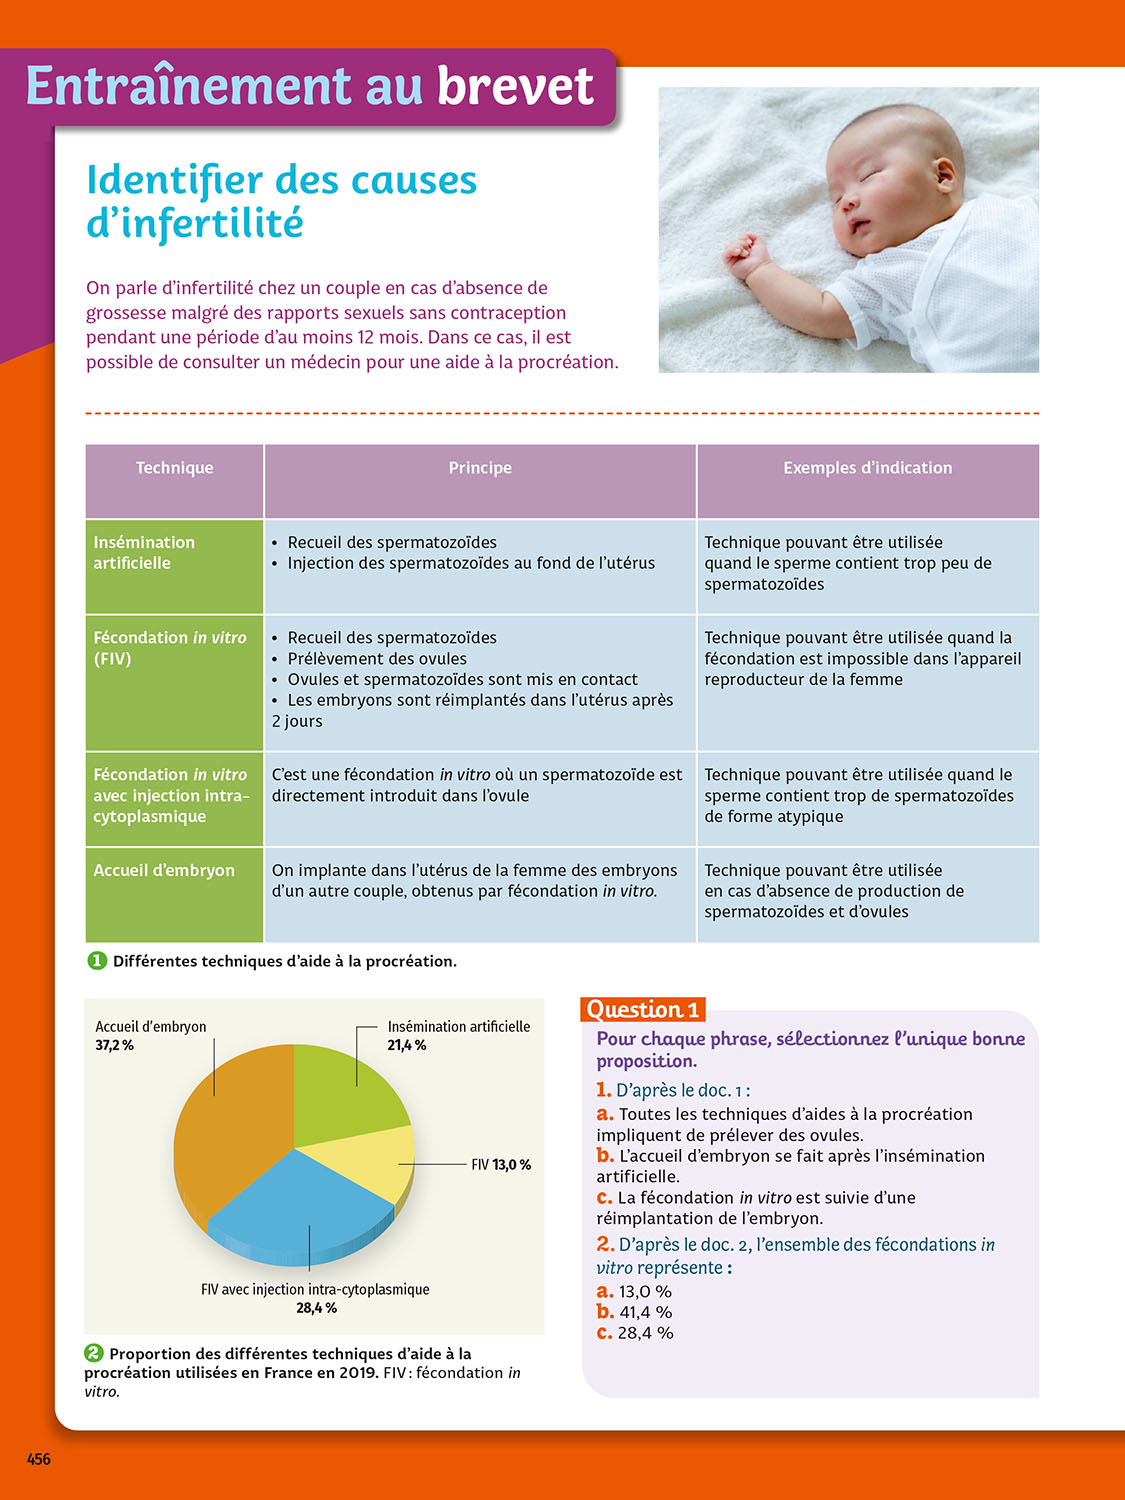 Entraînement au brevet
Identifier des causes
d’infertilité
On parle d’infertilité chez un couple en cas d’absence de
grossesse malgré des rapports sexuels sans contraception
pendant une période d’au moins 12 mois. Dans ce cas, il est
possible de consulter un médecin pour une aide à la procréation.
Technique
Principe
Exemples d’indication
Insémination
artificielle
• Recueil des spermatozoïdes
• Injection des spermatozoïdes au fond de l’utérus
Technique pouvant être utilisée
quand le sperme contient trop peu de
spermatozoïdes
Fécondation in vitro
(FIV)
• Recueil des spermatozoïdes
• Prélèvement des ovules
• Ovules et spermatozoïdes sont mis en contact
• Les embryons sont réimplantés dans l’utérus après
2 jours
Technique pouvant être utilisée quand la
fécondation est impossible dans l’appareil
reproducteur de la femme
Fécondation in vitro
avec injection intra-
cytoplasmique
C’est une fécondation in vitro où un spermatozoïde est
directement introduit dans l’ovule
Technique pouvant être utilisée quand le
sperme contient trop de spermatozoïdes
de forme atypique
Accueil d’embryon
On implante dans l’utérus de la femme des embryons
d’un autre couple, obtenus par fécondation in vitro.
Technique pouvant être utilisée
en cas d’absence de production de
spermatozoïdes et d’ovules
1 Différentes techniques d’aide à la procréation.
Accueil d’embryon
37,2 %
Insémination artificielle
21,4 %
FIV 13,0 %
FIV avec injection intra-cytoplasmique
28,4 %
2 Proportion des différentes techniques d’aide à la
procréation utilisées en France en 2019. FIV : fécondation in
vitro.
Question 1
Pour chaque phrase, sélectionnez l’unique bonne
proposition.
1. D’après le doc. 1 :
a. Toutes les techniques d’aides à la procréation
impliquent de prélever des ovules.
b. L’accueil d’embryon se fait après l’insémination
artificielle.
c. La fécondation in vitro est suivie d’une
réimplantation de l’embryon.
2. D’après le doc. 2, l’ensemble des fécondations in
vitro représente :
a. 13,0 %
b. 41,4 %
c. 28,4 %
456